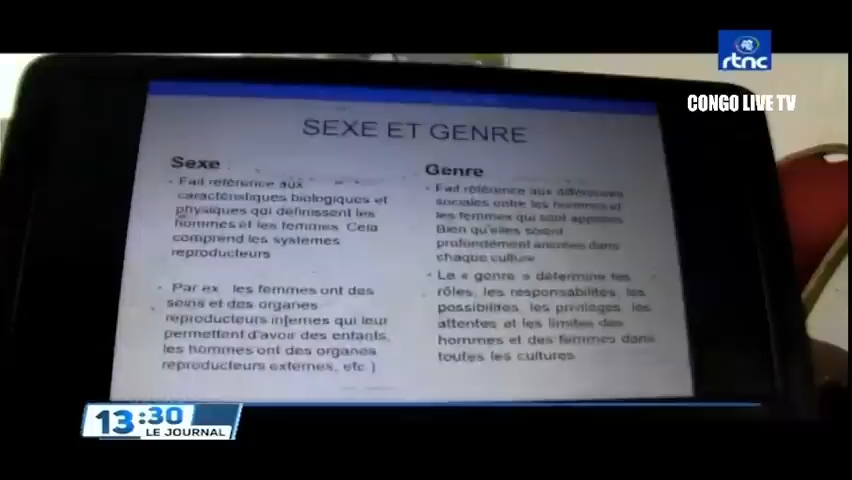 rtnc
CONGO LIVE TV
SEXE ET GENRE
Sexe
- Fait référence aux
caractéristiques biologiques et
physiques qui définissent les
hommes et les femmes. Cela
comprend les systèmes
reproducteurs
- Par ex les femmes ont des
seins et des organes
reproducteurs internes qui leur
permettent d'avoir des enfants,
les hommes ont des organes
reproducteurs externes, etc )
Genre
- Fait référence aux différences
sociales entre les hommes et
les femmes qui sont apprises
Bien qu'elles soient
profondément ancrées dans
chaque culture
- Le « genre » détermine les
rôles, les responsabilités, les
possibilités, les privilèges, les
attentes et les limites des
hommes et des femmes dans
toutes les cultures
13:30
LE JOURNAL